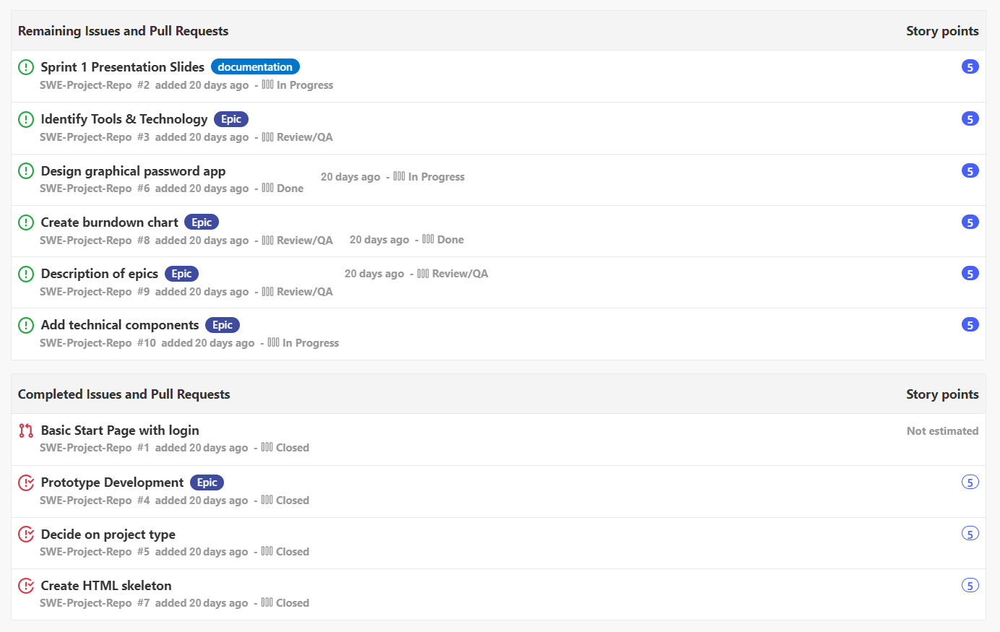 Remaining Issues and Pull Requests Story points
Sprint 1 Presentation Slides documentation 5
SWE-Project-Repo #2 added 20 days ago - In Progress
Identify Tools & Technology Epic 5
SWE-Project-Repo #3 added 20 days ago - Review/QA
Design graphical password app 5
20 days ago - In Progress
SWE-Project-Repo #6 added 20 days ago - Done
Create burndown chart Epic 5
SWE-Project-Repo #8 added 20 days ago - Review/QA 20 days ago - Done
Description of epics Epic 20 days ago - Review/QA 5
SWE-Project-Repo #9 added 20 days ago - Review/QA
Add technical components Epic 5
SWE-Project-Repo #10 added 20 days ago - In Progress
Completed Issues and Pull Requests Story points
Basic Start Page with login Not estimated
SWE-Project-Repo #1 added 20 days ago - Closed
Prototype Development Epic 5
SWE-Project-Repo #4 added 20 days ago - Closed
Decide on project type 5
SWE-Project-Repo #5 added 20 days ago - Closed
Create HTML skeleton 5
SWE-Project-Repo #7 added 20 days ago - Closed